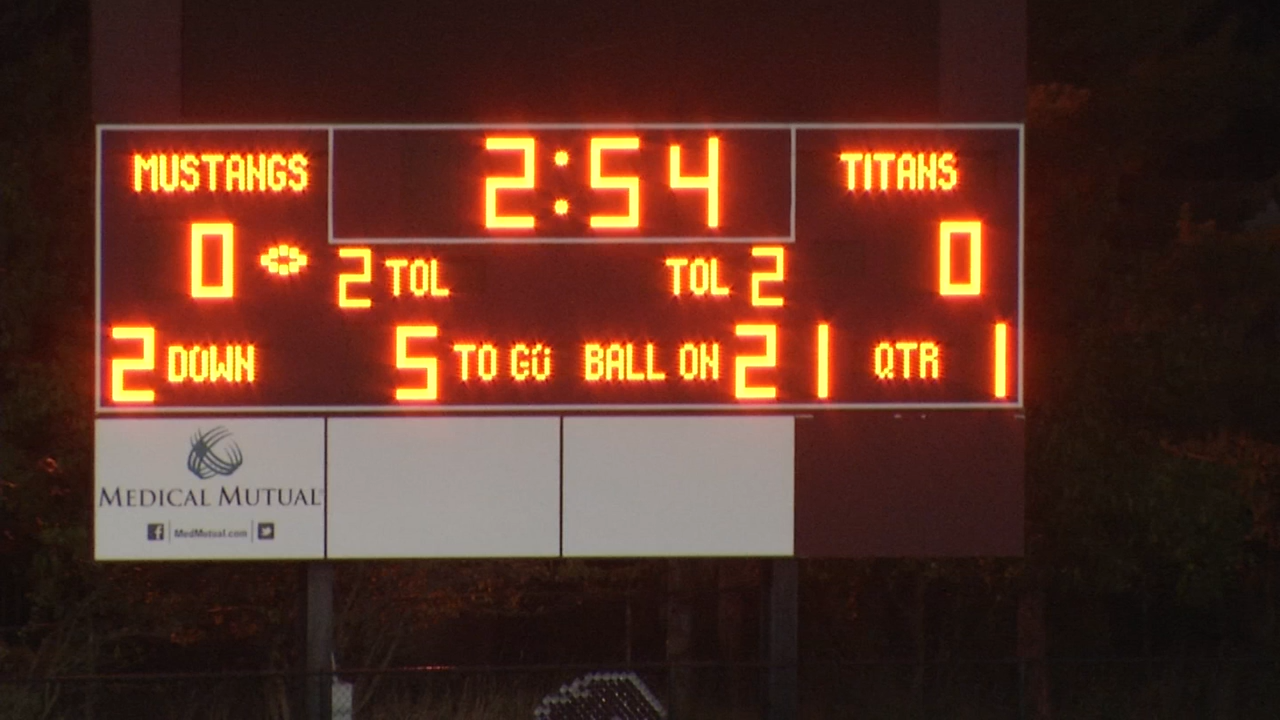 MUSTANGS 2:54 TITANS
0 2 TOL TOL 2 0
2 DOWN 5 TO GO BALL ON 21 QTR 1
MEDICAL MUTUAL
MedMutual.com